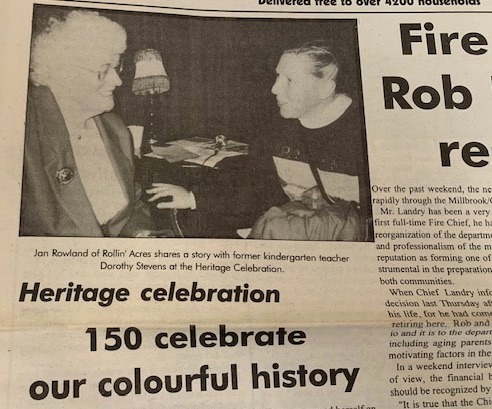 Delivered free to over 4200 households
Fire
Rob
re
Jan Rowland of Rollin' Acres shares a story with former kindergarten teacher
Dorothy Stevens at the Heritage Celebration.
Heritage celebration
150 celebrate
our colourful history
Over the past weekend, the ne
rapidly through the Millbrook/
Mr. Landry has been a very
first full-time Fire Chief, he ha
reorganization of the departme
and professionalism of the m
reputation as forming one of
strumental in the preparation
both communities.
When Chief Landry info
decision last Thursday aft
his life, for he had come
retiring here. Rob and
io and it is to the depart
including aging parents
motivating factors in the
In a weekend interview
of view, the financial b
should be recognized by
"It is true that the Chi